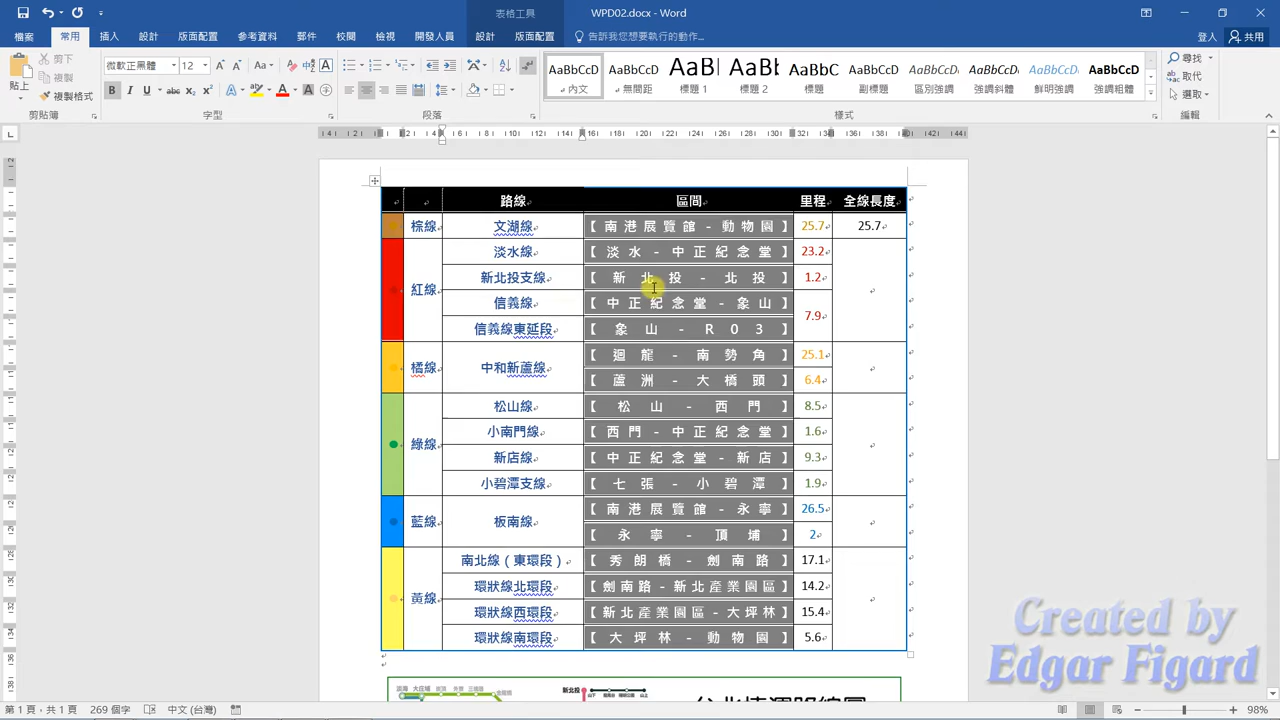 表格工具
WPD02.docx - Word
檔案 常用 插入 設計 版面配置 參考資料 郵件 校閱 檢視 開發人員 設計 版面配置 告訴我您想要執行的動作... 登入 共用
貼上 剪下 複製 複製格式
剪貼簿
微軟正黑體 12
字型
段落
AaBbCcD AaBbCcD AaBl AaBb AaBbC AaBbCcD AaBbCcD AaBbCcD AaBbCcD AaBbCcD
內文 無間距 標題 1 標題 2 標題 副標題 區別強調 強調斜體 鮮明強調 強調粗體
樣式
尋找
取代
選取
編輯
路線 區間 里程 全線長度
棕線 文湖線 【南港展覽館-動物園】 25.7 25.7
紅線 淡水線 【淡水-中正紀念堂】 23.2
新北投支線 【新北投-北投】 1.2
信義線 【中正紀念堂-象山】 7.9
信義線東延段 【象山-R03】
橘線 中和新蘆線 【迴龍-南勢角】 25.1
【蘆洲-大橋頭】 6.4
綠線 松山線 【松山-西門】 8.5
小南門線 【西門-中正紀念堂】 1.6
新店線 【中正紀念堂-新店】 9.3
小碧潭支線 【七張-小碧潭】 1.9
藍線 板南線 【南港展覽館-永寧】 26.5
【永寧-頂埔】 2
黃線 南北線（東環段） 【秀朗橋-劍南路】 17.1
環狀線北環段 【劍南路-新北產業園區】 14.2
環狀線西環段 【新北產業園區-大坪林】 15.4
環狀線南環段 【大坪林-動物園】 5.6
新北投
Created by
第 1 頁，共 1 頁 269 個字 中文 (台灣) 98%